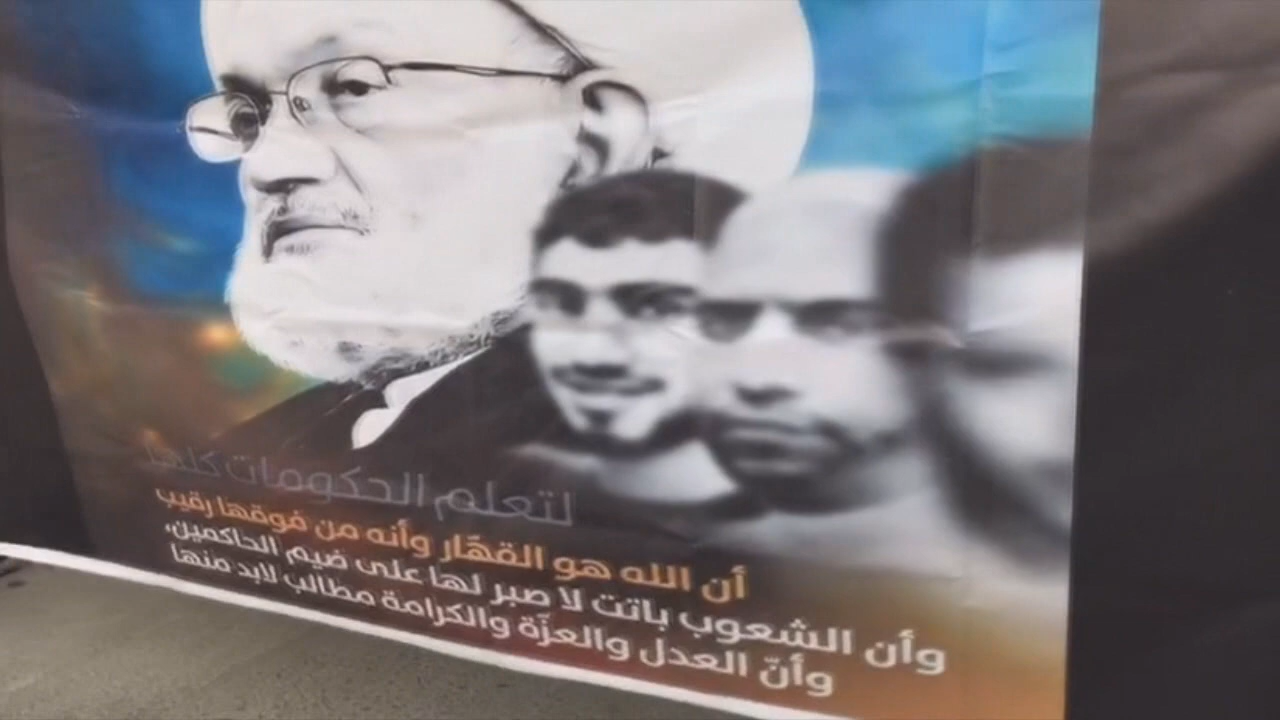 لتعلم الحكومات كلها
أن الله هو القهّار وأنه من فوقها رقيب
وأن الشعوب باتت لا صبر لها على ضيم الحاكمين،
وأنّ العدل والعزّة والكرامة مطالب لابد منها